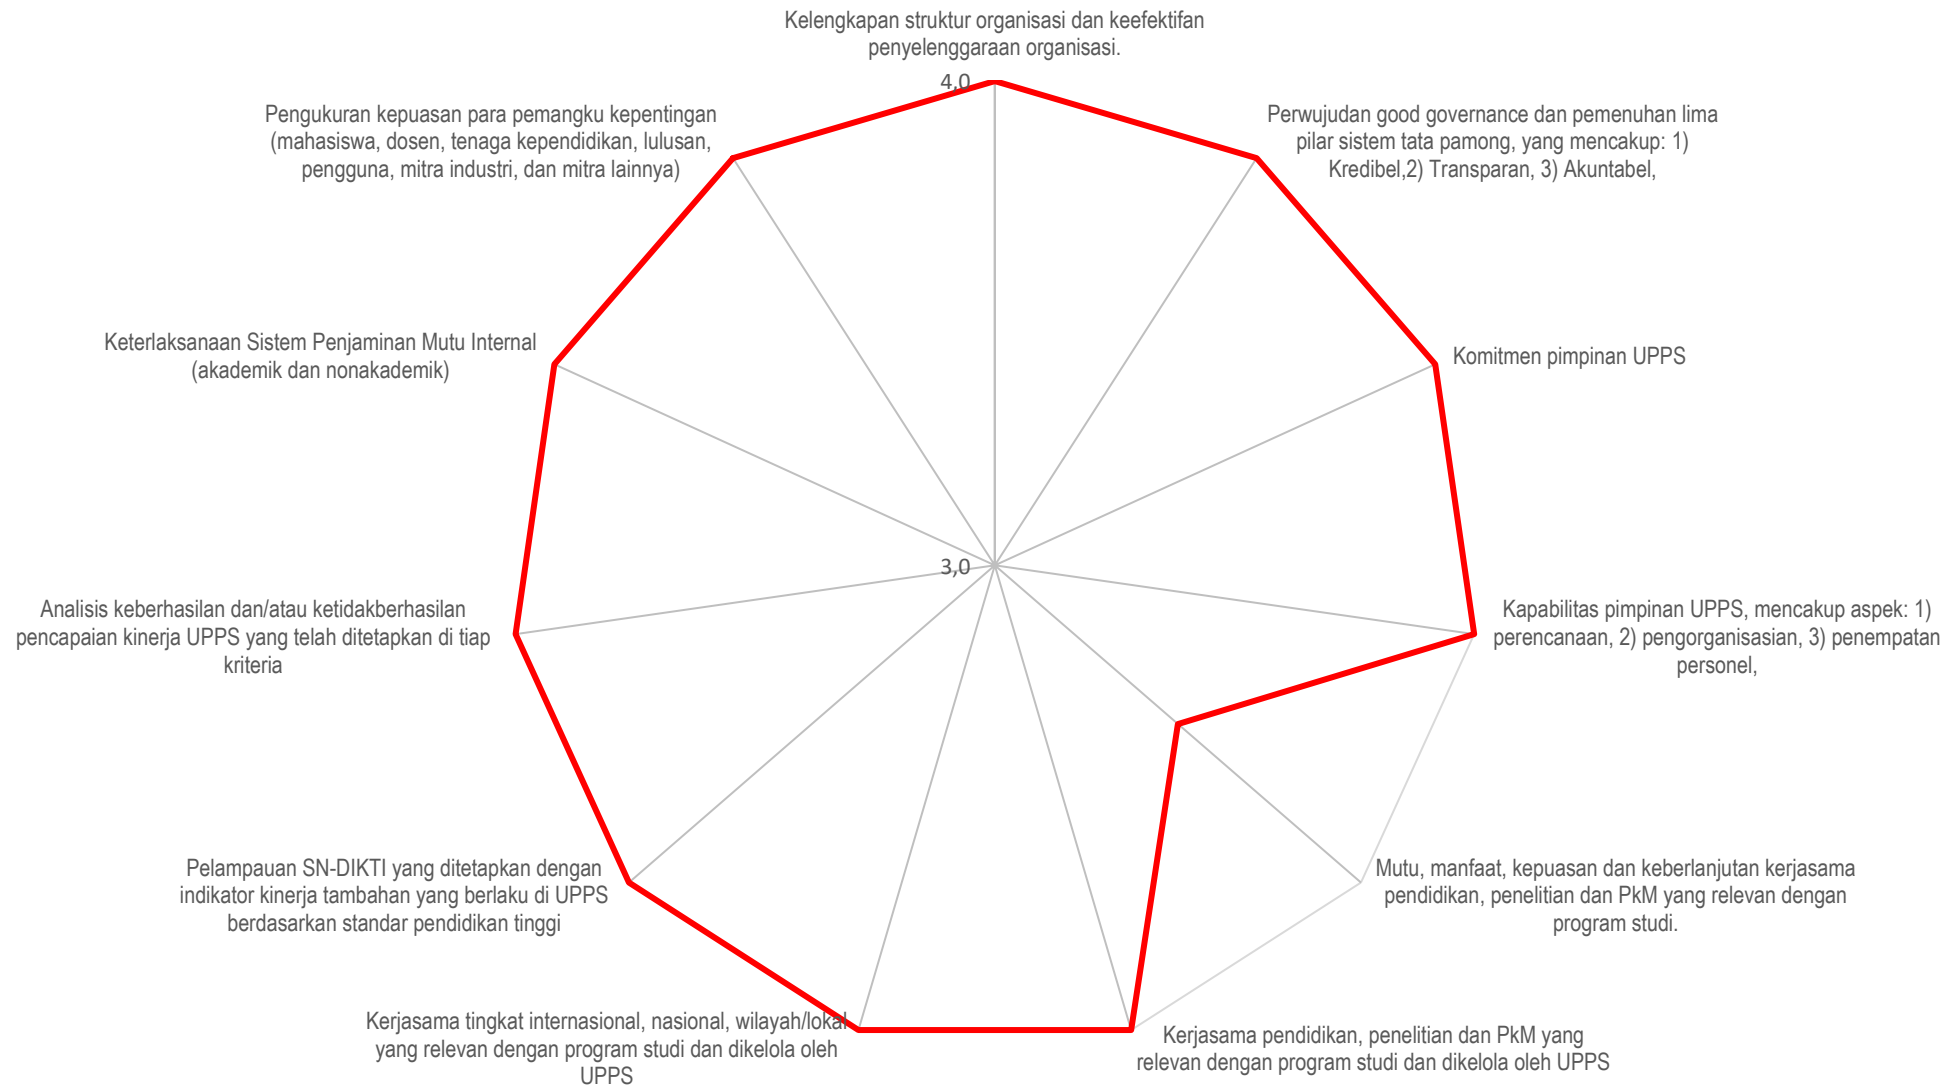 Kelengkapan struktur organisasi dan keefektifan
penyelenggaraan organisasi.
4,0
Perwujudan good governance dan pemenuhan lima
pilar sistem tata pamong, yang mencakup: 1)
Kredibel,2) Transparan, 3) Akuntabel,
Pengukuran kepuasan para pemangku kepentingan
(mahasiswa, dosen, tenaga kependidikan, lulusan,
pengguna, mitra industri, dan mitra lainnya)
Keterlaksanaan Sistem Penjaminan Mutu Internal
(akademik dan nonakademik)
Komitmen pimpinan UPPS
3,0
Analisis keberhasilan dan/atau ketidakberhasilan
pencapaian kinerja UPPS yang telah ditetapkan di tiap
kriteria
Kapabilitas pimpinan UPPS, mencakup aspek: 1)
perencanaan, 2) pengorganisasian, 3) penempatan
personel,
Pelampauan SN-DIKTI yang ditetapkan dengan
indikator kinerja tambahan yang berlaku di UPPS
berdasarkan standar pendidikan tinggi
Mutu, manfaat, kepuasan dan keberlanjutan kerjasama
pendidikan, penelitian dan PkM yang relevan dengan
program studi.
Kerjasama tingkat internasional, nasional, wilayah/lokal
yang relevan dengan program studi dan dikelola oleh
UPPS
Kerjasama pendidikan, penelitian dan PkM yang
relevan dengan program studi dan dikelola oleh UPPS